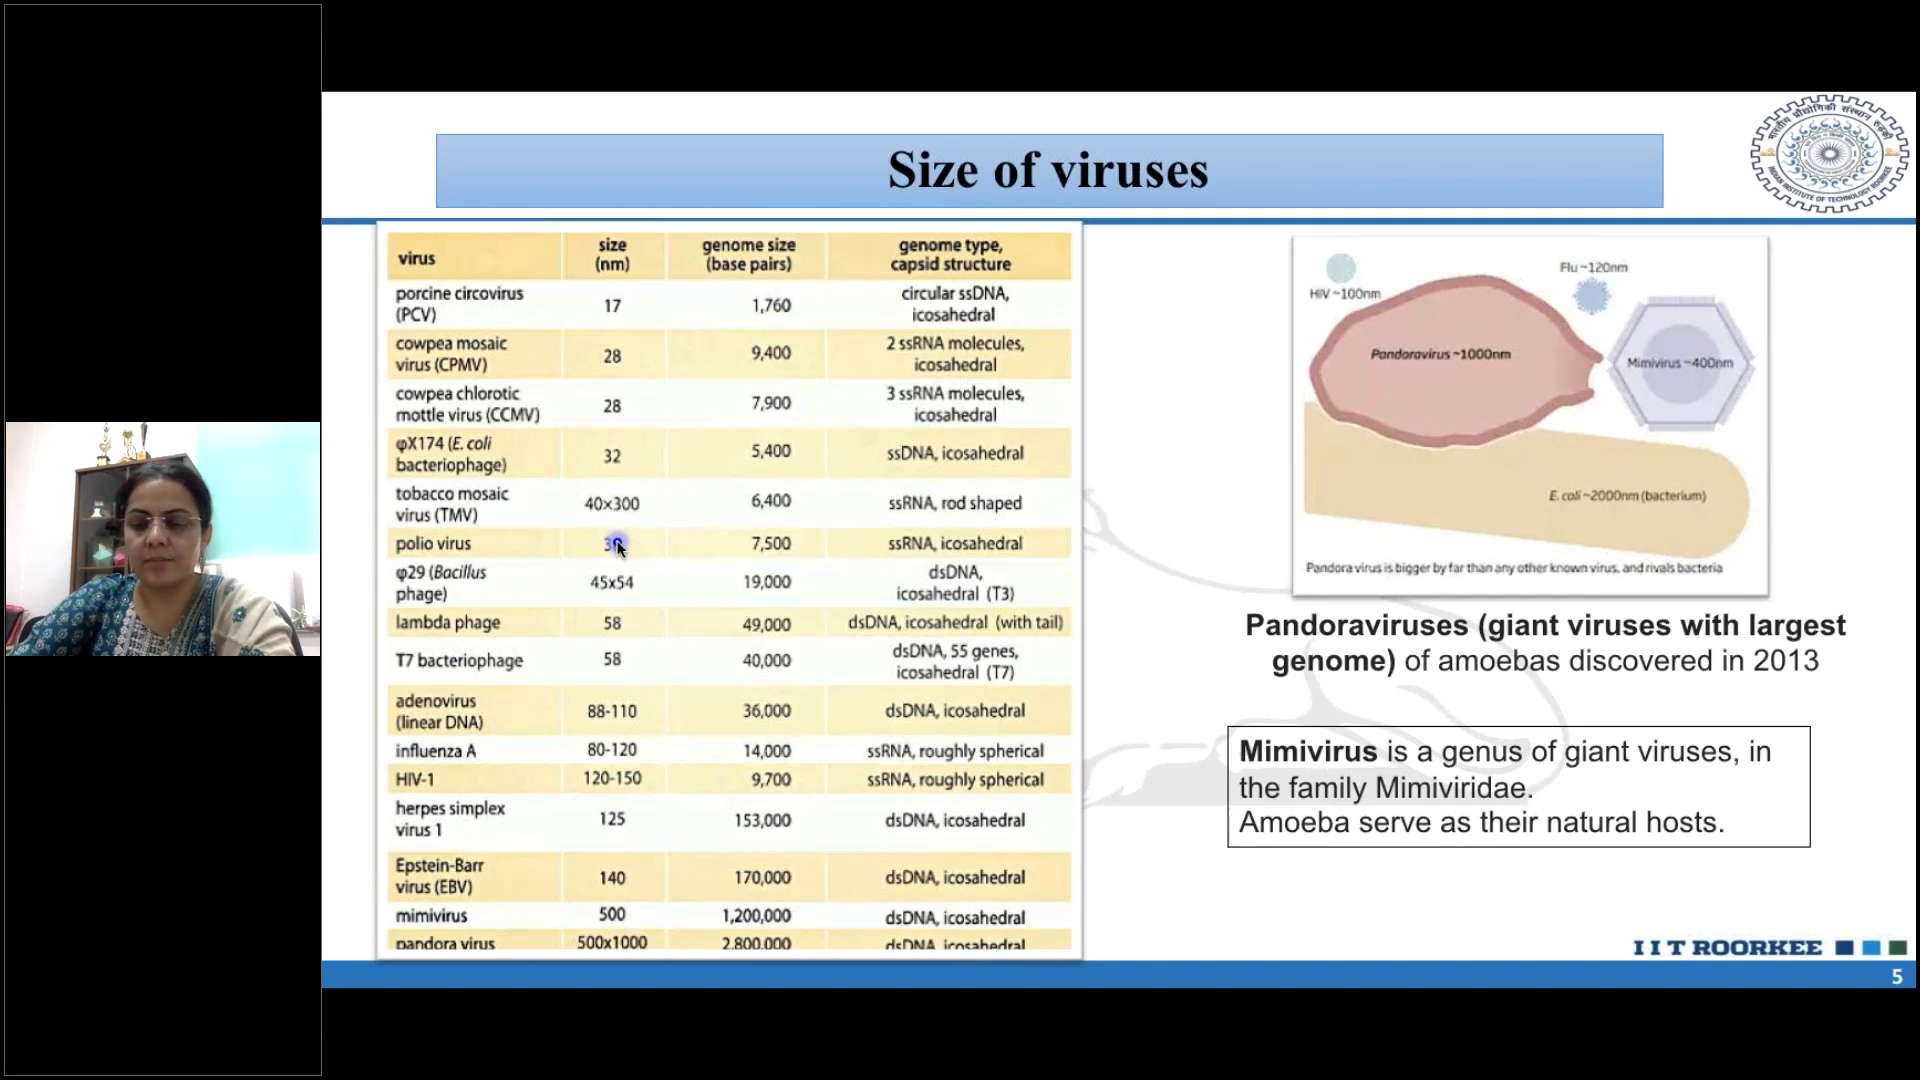 Size of viruses
भारतीय प्रौद्योगिकी संस्थान रुड़की
INDIAN INSTITUTE OF TECHNOLOGY ROORKEE
virus size (nm) genome size (base pairs) genome type, capsid structure
porcine circovirus (PCV) 17 1,760 circular ssDNA, icosahedral
cowpea mosaic virus (CPMV) 28 9,400 2 ssRNA molecules, icosahedral
cowpea chlorotic mottle virus (CCMV) 28 7,900 3 ssRNA molecules, icosahedral
φX174 (E. coli bacteriophage) 32 5,400 ssDNA, icosahedral
tobacco mosaic virus (TMV) 40×300 6,400 ssRNA, rod shaped
polio virus 7,500 ssRNA, icosahedral
φ29 (Bacillus phage) 45x54 19,000 dsDNA, icosahedral (T3)
lambda phage 58 49,000 dsDNA, icosahedral (with tail)
T7 bacteriophage 58 40,000 dsDNA, 55 genes, icosahedral (T7)
adenovirus (linear DNA) 88-110 36,000 dsDNA, icosahedral
influenza A 80-120 14,000 ssRNA, roughly spherical
HIV-1 120-150 9,700 ssRNA, roughly spherical
herpes simplex virus 1 125 153,000 dsDNA, icosahedral
Epstein-Barr virus (EBV) 140 170,000 dsDNA, icosahedral
mimivirus 500 1,200,000 dsDNA, icosahedral
pandora virus 500x1000 2,800,000 dsDNA, icosahedral
Flu ~120nm
HIV ~100nm
Pandoravirus ~1000nm
Mimivirus ~400nm
E. coli ~2000nm (bacterium)
Pandora virus is bigger by far than any other known virus, and rivals bacteria
Pandoraviruses (giant viruses with largest
genome) of amoebas discovered in 2013
Mimivirus is a genus of giant viruses, in
the family Mimiviridae.
Amoeba serve as their natural hosts.
I I T ROORKEE
5